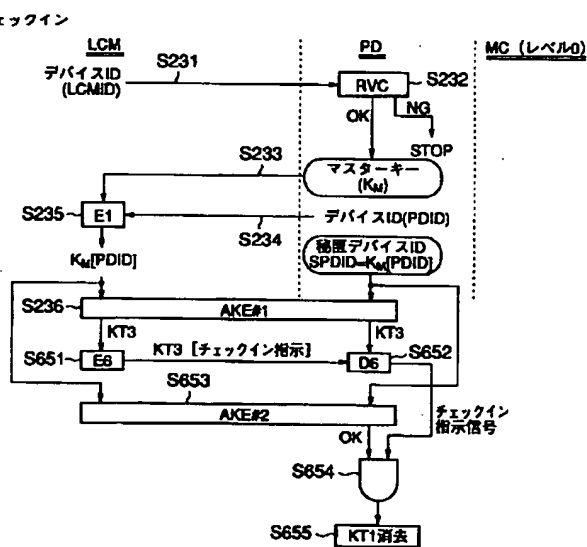 ェックイン
LCM
PD
MC（レベル0）
S231
デバイスID
(LCMID)
S232
RVC
OK
NG
STOP
S233
マスターキー
(KM)
S235
E1
S234
デバイスID(PDID)
KM[PDID]
秘匿デバイスID
SPDID=KM[PDID]
S236
AKE#1
KT3
KT3
S651
E6
KT3［チェックイン指示］
D6
S652
S653
AKE#2
OK
チェックイン
指示信号
S654
S655
KT1消去